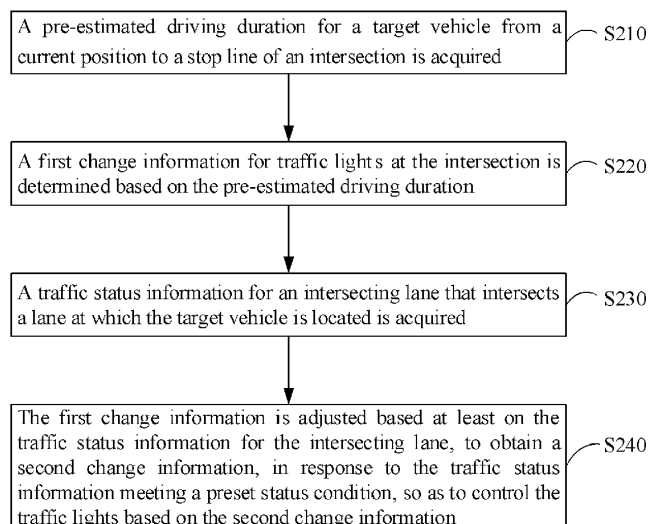 A pre-estimated driving duration for a target vehicle from a
current position to a stop line of an intersection is acquired
S210
A first change information for traffic lights at the intersection is
determined based on the pre-estimated driving duration
S220
A traffic status information for an intersecting lane that intersects
a lane at which the target vehicle is located is acquired
S230
The first change information is adjusted based at least on the
traffic status information for the intersecting lane, to obtain a
second change information, in response to the traffic status
information meeting a preset status condition, so as to control the
traffic lights based on the second change information
S240